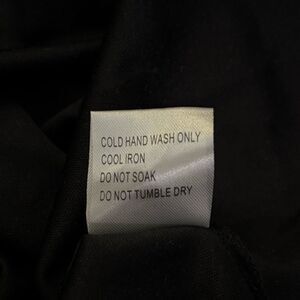 COLD HAND WASH ONLY
COOL IRON
DO NOT SOAK
DO NOT TUMBLE DRY